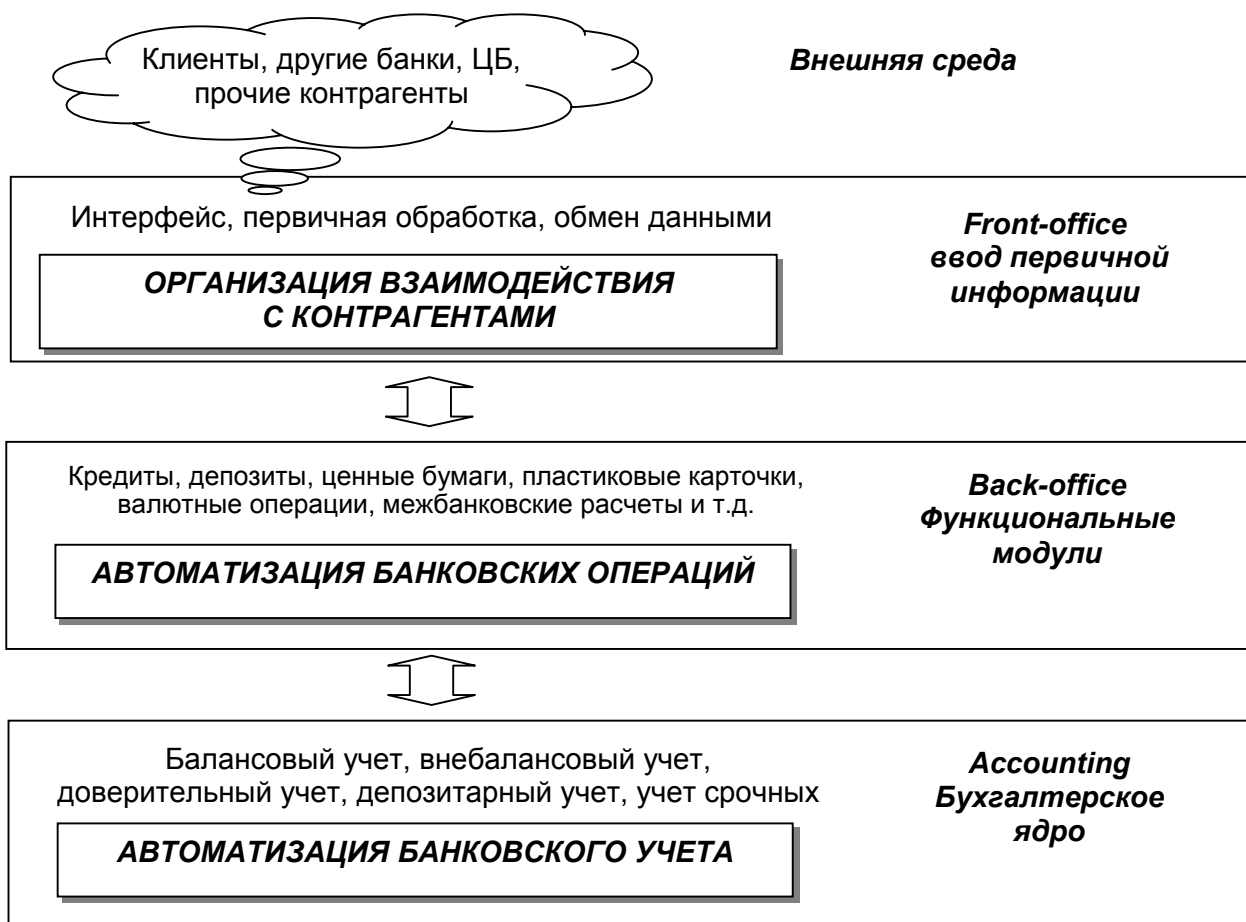 Клиенты, другие банки, ЦБ,
прочие контрагенты
Внешняя среда
Интерфейс, первичная обработка, обмен данными
ОРГАНИЗАЦИЯ ВЗАИМОДЕЙСТВИЯ
С КОНТРАГЕНТАМИ
Front-office
ввод первичной
информации
Кредиты, депозиты, ценные бумаги, пластиковые карточки,
валютные операции, межбанковские расчеты и т.д.
АВТОМАТИЗАЦИЯ БАНКОВСКИХ ОПЕРАЦИЙ
Back-office
Функциональные
модули
Балансовый учет, внебалансовый учет,
доверительный учет, депозитарный учет, учет срочных
АВТОМАТИЗАЦИЯ БАНКОВСКОГО УЧЕТА
Accounting
Бухгалтерское
ядро